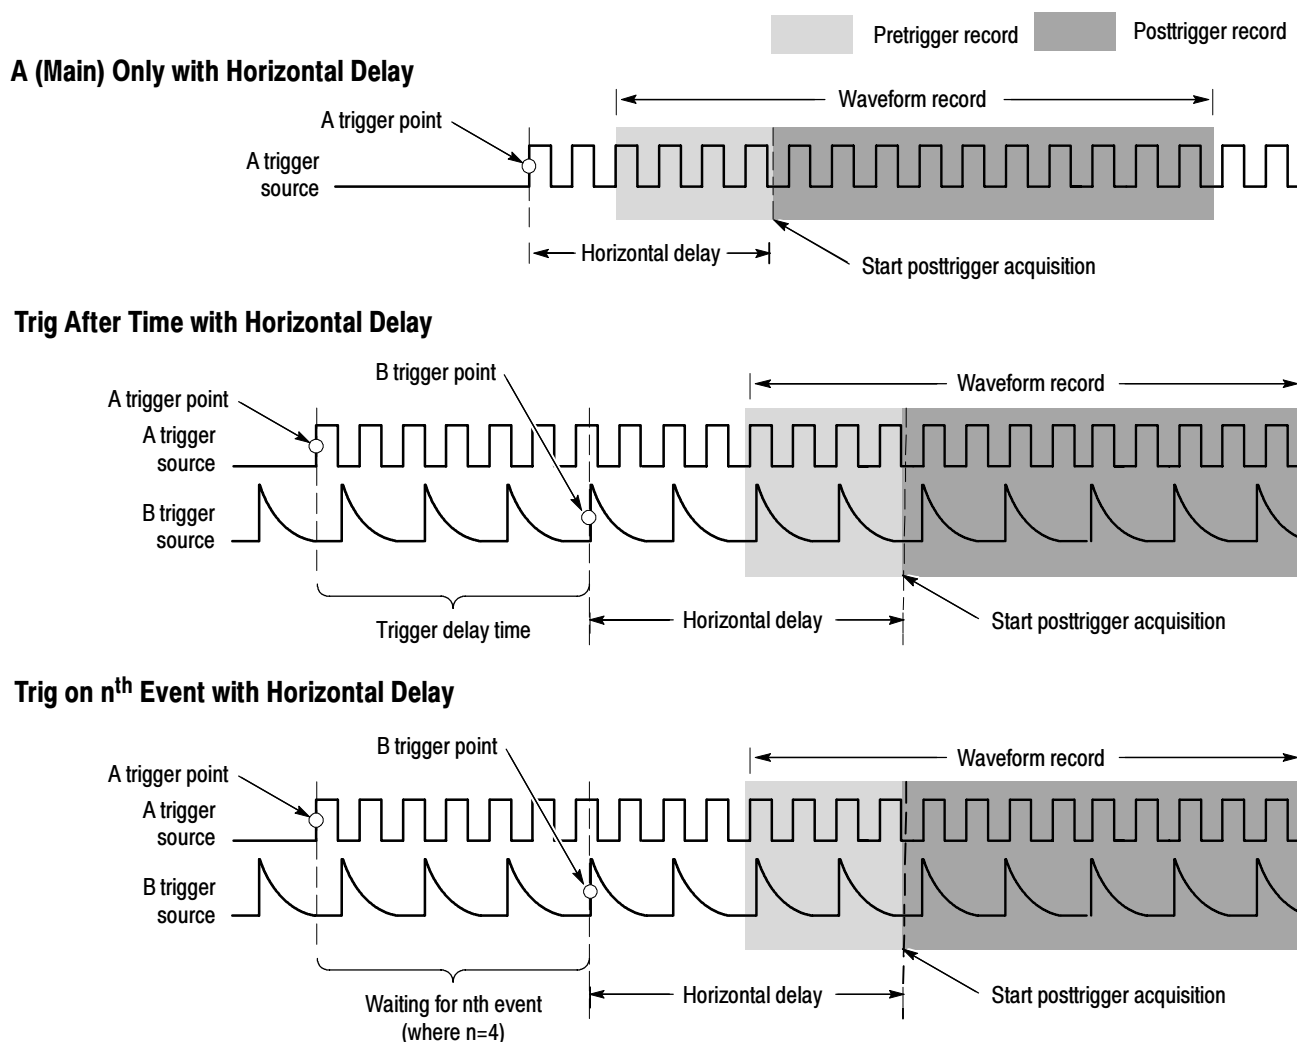 Pretrigger record
Posttrigger record
A (Main) Only with Horizontal Delay
Waveform record
A trigger point
A trigger
source
Horizontal delay
Start posttrigger acquisition
Trig After Time with Horizontal Delay
B trigger point
Waveform record
A trigger point
A trigger
source
B trigger
source
Trigger delay time
Horizontal delay
Start posttrigger acquisition
Trig on nth Event with Horizontal Delay
B trigger point
Waveform record
A trigger point
A trigger
source
B trigger
source
Waiting for nth event
(where n=4)
Horizontal delay
Start posttrigger acquisition